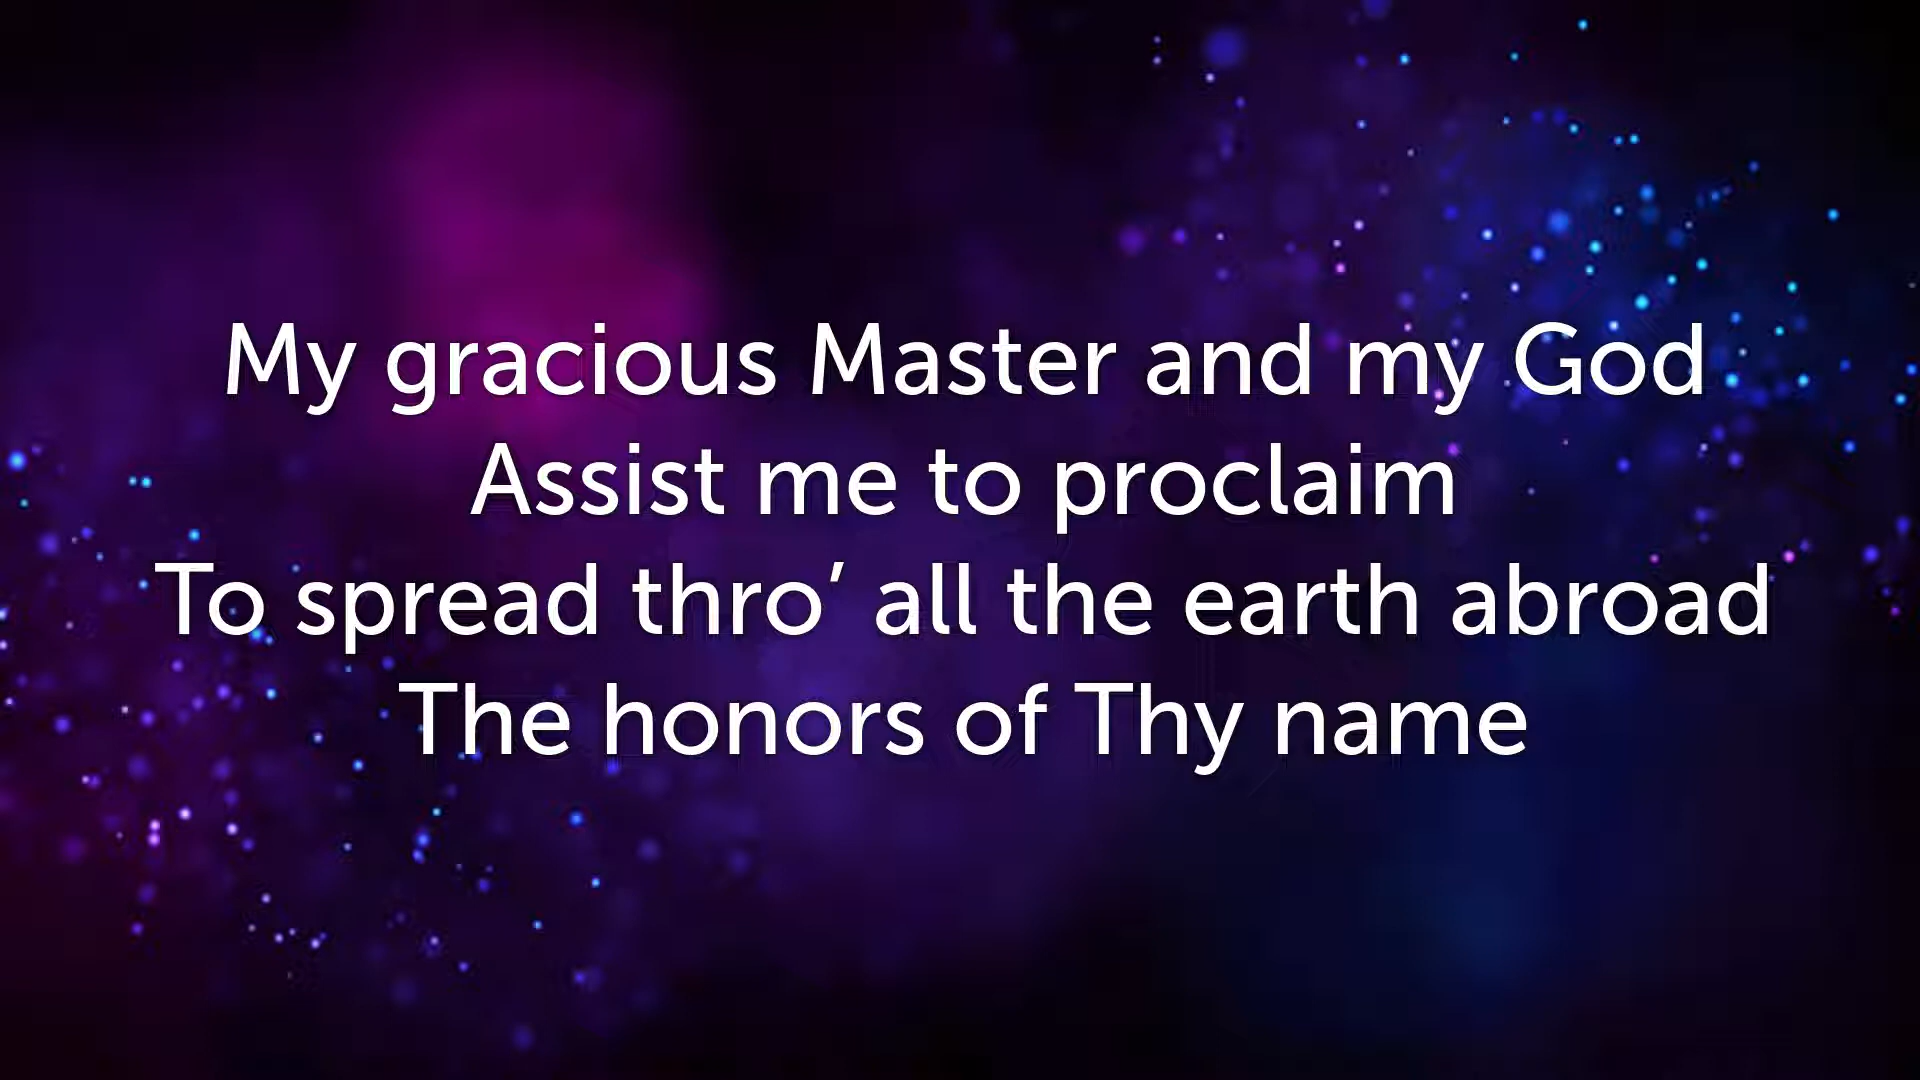 My gracious Master and my God
Assist me to proclaim
To spread thro’ all the earth abroad
The honors of Thy name